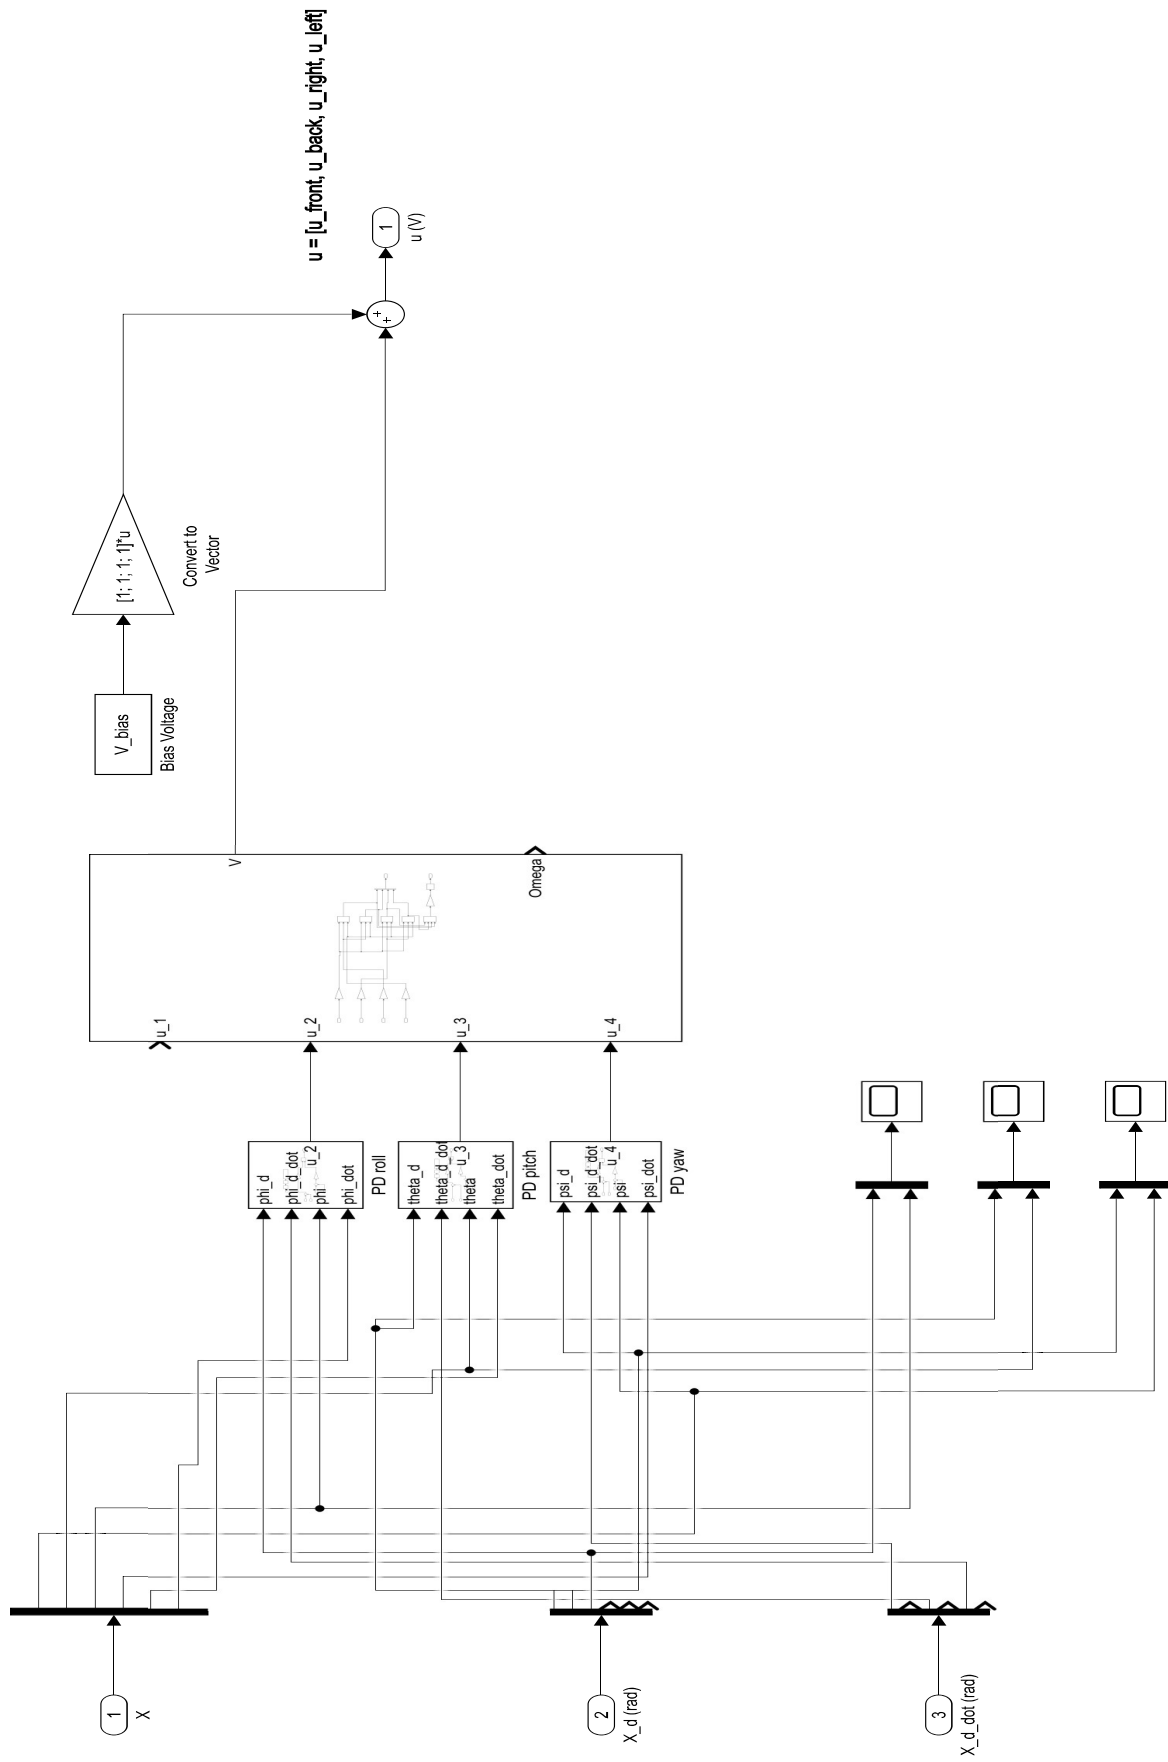 1
X
2
X_d (rad)
3
X_d_dot (rad)
phi_d
phi_d_dot
phi
phi_dot
u_2
PD roll
theta_d
theta_d_dot
theta
theta_dot
u_3
PD pitch
psi_d
psi_d_dot
psi
psi_dot
u_4
PD yaw
u_1
u_2
u_3
u_4
V
Omega
V_bias
Bias Voltage
[1; 1; 1; 1]*u
Convert to
Vector
+
+
1
u (V)
u = [u_front, u_back, u_right, u_left]